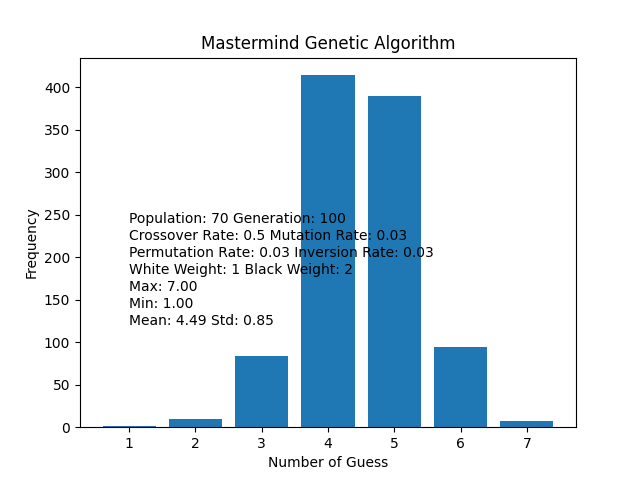 Mastermind Genetic Algorithm
400
350
300
250
200
150
100
50
0
Frequency
Population: 70 Generation: 100
Crossover Rate: 0.5 Mutation Rate: 0.03
Permutation Rate: 0.03 Inversion Rate: 0.03
White Weight: 1 Black Weight: 2
Max: 7.00
Min: 1.00
Mean: 4.49 Std: 0.85
1 2 3 4 5 6 7
Number of Guess